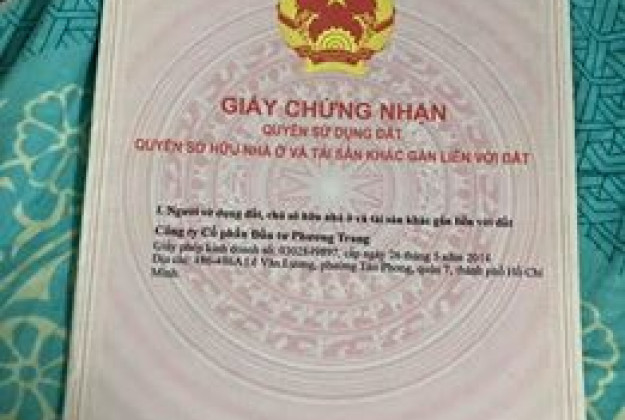 GIẤY CHỨNG NHẬN
QUYỀN SỬ DỤNG ĐẤT
QUYỀN SỞ HỮU NHÀ Ở VÀ TÀI SẢN KHÁC GẮN LIỀN VỚI ĐẤT
I. Người sử dụng đất, chủ sở hữu nhà ở và tài sản khác gắn liền với đất
Công ty Cổ phần Đầu tư Phương Trang
Giấy phép kinh doanh số: 0302849897, cấp ngày 26 tháng 5 năm 2014
Địa chỉ: 486-486A Lê Văn Lương, phường Tân Phong, quận 7, thành phố Hồ Chí
Minh